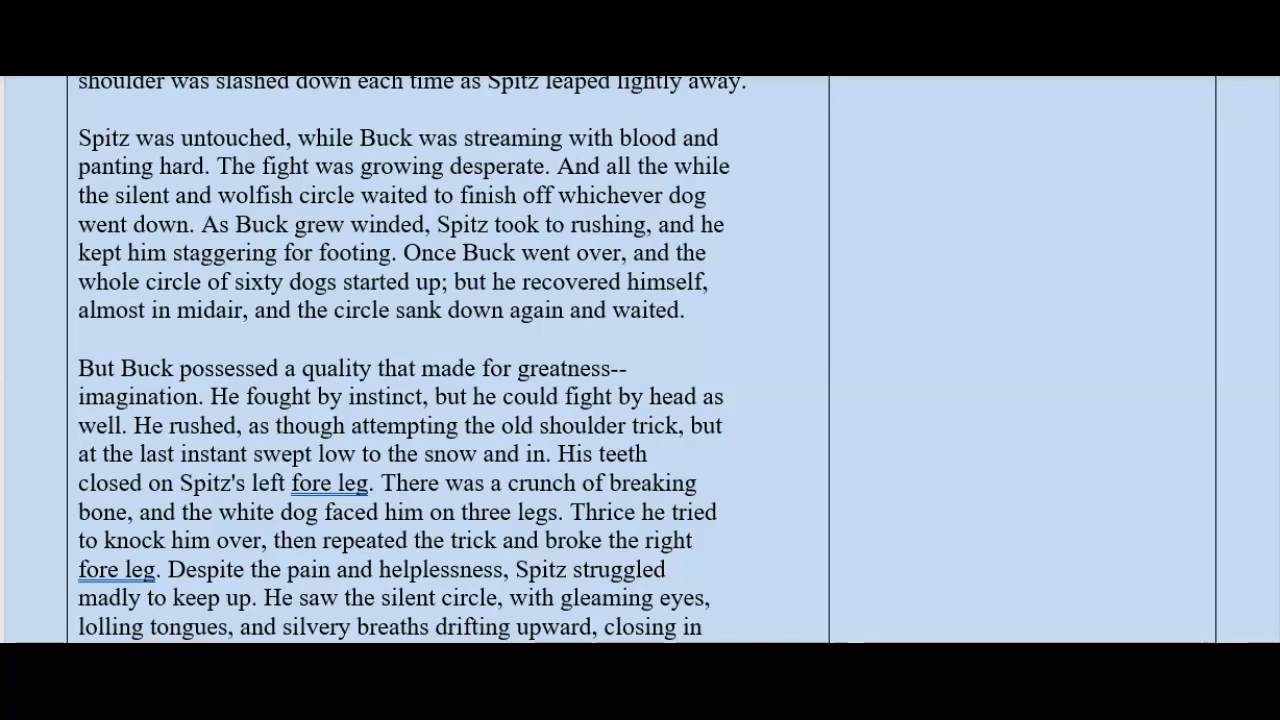 shoulder was slashed down each time as Spitz leaped lightly away.
Spitz was untouched, while Buck was streaming with blood and
panting hard. The fight was growing desperate. And all the while
the silent and wolfish circle waited to finish off whichever dog
went down. As Buck grew winded, Spitz took to rushing, and he
kept him staggering for footing. Once Buck went over, and the
whole circle of sixty dogs started up; but he recovered himself,
almost in midair, and the circle sank down again and waited.
But Buck possessed a quality that made for greatness--
imagination. He fought by instinct, but he could fight by head as
well. He rushed, as though attempting the old shoulder trick, but
at the last instant swept low to the snow and in. His teeth
closed on Spitz's left fore leg. There was a crunch of breaking
bone, and the white dog faced him on three legs. Thrice he tried
to knock him over, then repeated the trick and broke the right
fore leg. Despite the pain and helplessness, Spitz struggled
madly to keep up. He saw the silent circle, with gleaming eyes,
lolling tongues, and silvery breaths drifting upward, closing in